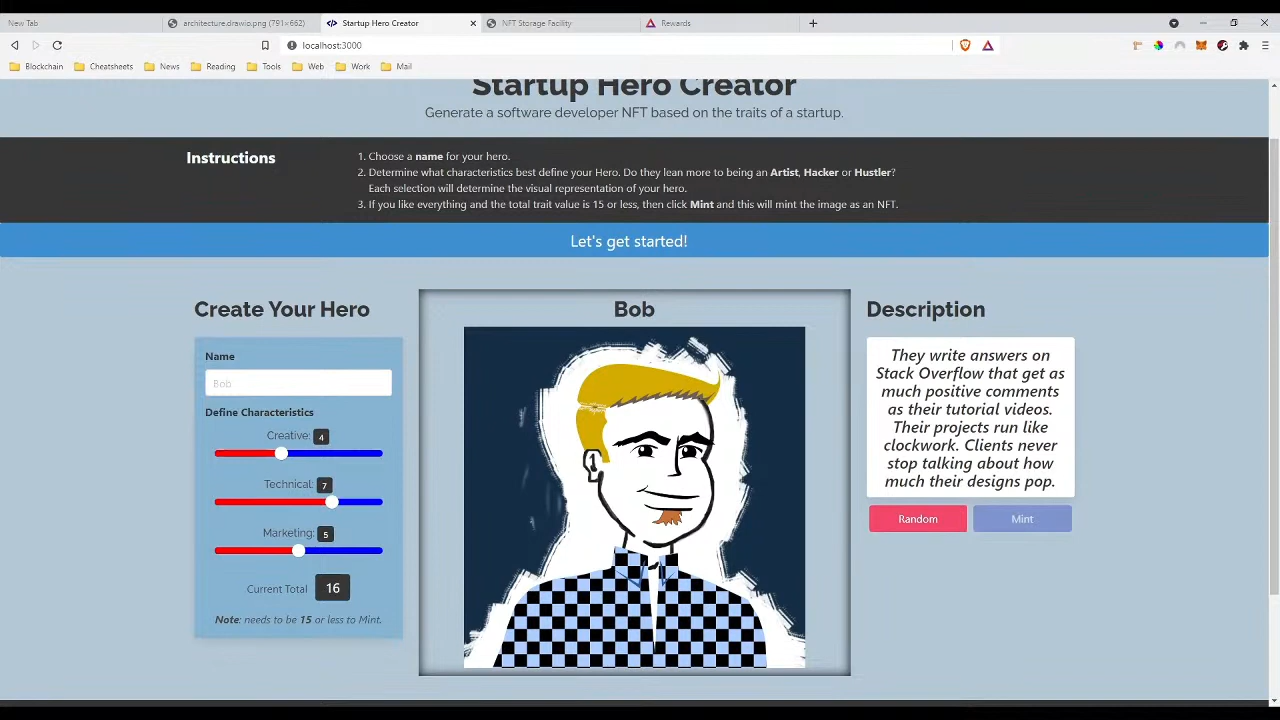 New Tab
architecture.drawio.png (791×662)
Startup Hero Creator
NFT Storage Facility
Rewards
localhost:3000
Blockchain
Cheatsheets
News
Reading
Tools
Web
Work
Mail
Startup Hero Creator
Generate a software developer NFT based on the traits of a startup.
Instructions
1. Choose a name for your hero.
2. Determine what characteristics best define your Hero. Do they lean more to being an Artist, Hacker or Hustler?
Each selection will determine the visual representation of your hero.
3. If you like everything and the total trait value is 15 or less, then click Mint and this will mint the image as an NFT.
Let's get started!
Create Your Hero
Name
Bob
Define Characteristics
Creative: 4
Technical: 7
Marketing: 5
Current Total 16
Note: needs to be 15 or less to Mint.
Bob
Description
They write answers on
Stack Overflow that get as
much positive comments
as their tutorial videos.
Their projects run like
clockwork. Clients never
stop talking about how
much their designs pop.
Random
Mint